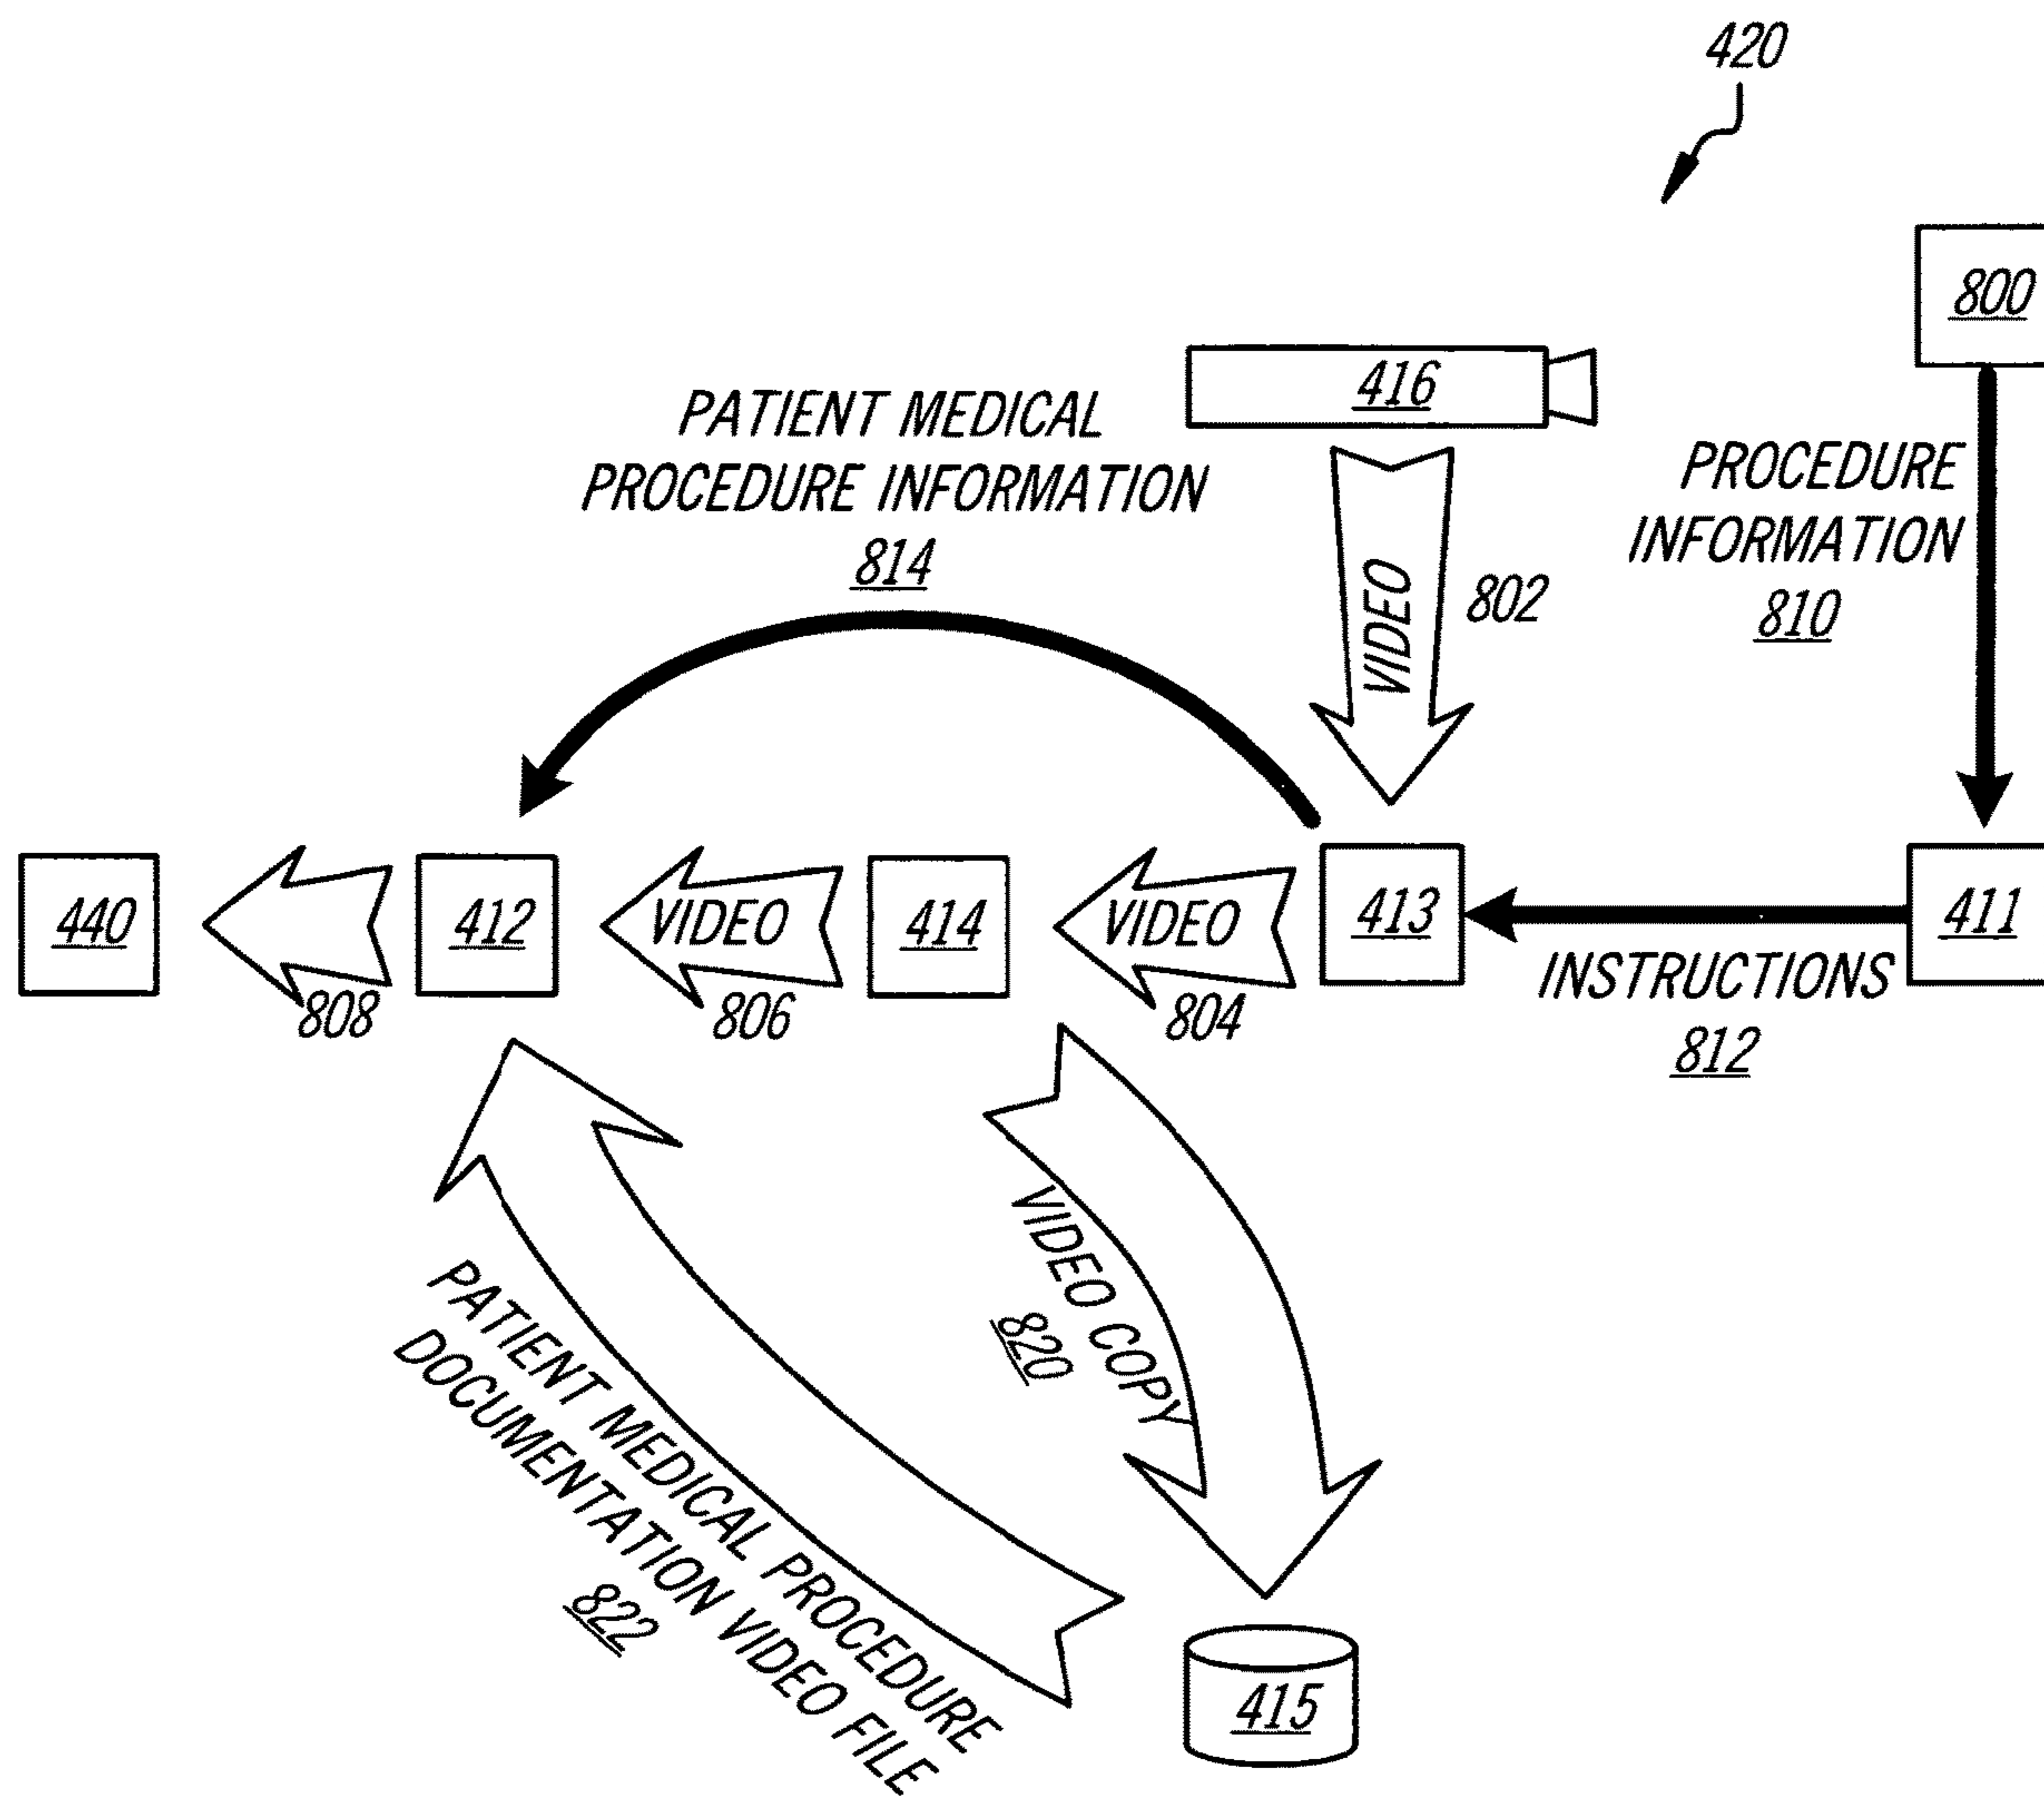 420
800
416
PATIENT MEDICAL
PROCEDURE INFORMATION
814
PROCEDURE
INFORMATION
810
VIDEO
802
440
412
VIDEO
414
VIDEO
413
411
808
806
804
INSTRUCTIONS
812
VIDEO COPY
820
PATIENT MEDICAL PROCEDURE
DOCUMENTATION VIDEO FILE
822
415